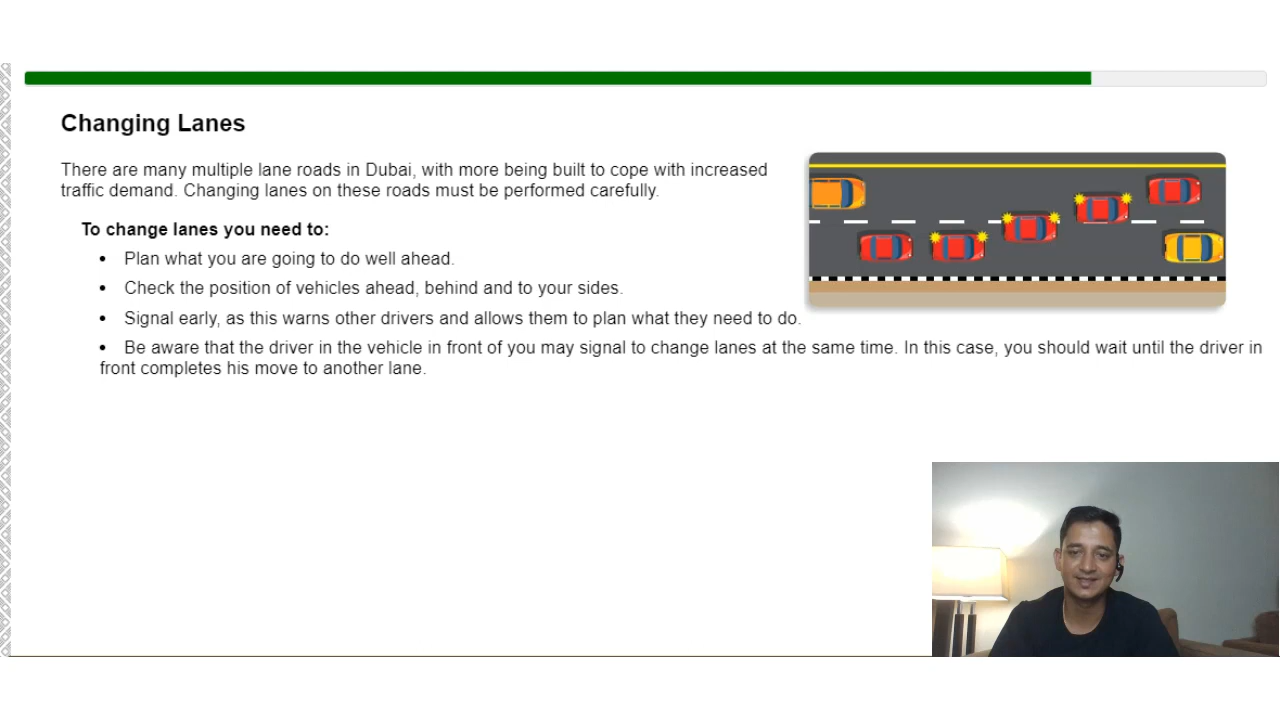 Changing Lanes
There are many multiple lane roads in Dubai, with more being built to cope with increased
traffic demand. Changing lanes on these roads must be performed carefully.
To change lanes you need to:
• Plan what you are going to do well ahead.
• Check the position of vehicles ahead, behind and to your sides.
• Signal early, as this warns other drivers and allows them to plan what they need to do.
• Be aware that the driver in the vehicle in front of you may signal to change lanes at the same time. In this case, you should wait until the driver in
front completes his move to another lane.